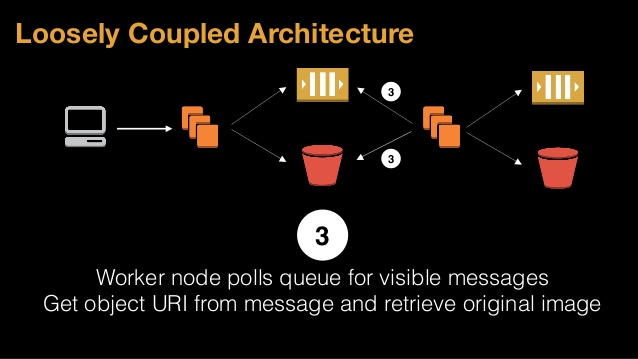 Loosely Coupled Architecture
3
3
3
Worker node polls queue for visible messages
Get object URI from message and retrieve original image